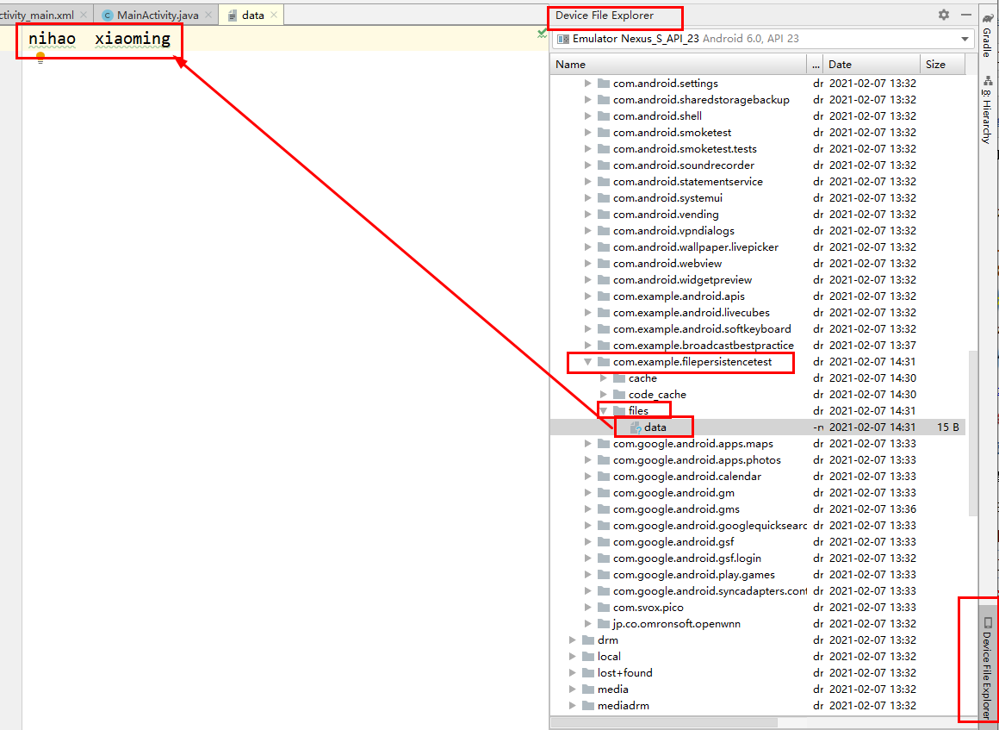 ctivity_main.xml MainActivity.java data
nihao  xiaoming
Device File Explorer
Emulator Nexus_S_API_23 Android 6.0, API 23
Name ... Date Size
com.android.settings dr 2021-02-07 13:32
com.android.sharedstoragebackup dr 2021-02-07 13:32
com.android.shell dr 2021-02-07 13:32
com.android.smoketest dr 2021-02-07 13:32
com.android.smoketest.tests dr 2021-02-07 13:32
com.android.soundrecorder dr 2021-02-07 13:32
com.android.statementservice dr 2021-02-07 13:32
com.android.systemui dr 2021-02-07 13:32
com.android.vending dr 2021-02-07 13:32
com.android.vpndialogs dr 2021-02-07 13:32
com.android.wallpaper.livepicker dr 2021-02-07 13:32
com.android.webview dr 2021-02-07 13:32
com.android.widgetpreview dr 2021-02-07 13:32
com.example.android.apis dr 2021-02-07 13:32
com.example.android.livecubes dr 2021-02-07 13:32
com.example.android.softkeyboard dr 2021-02-07 13:32
com.example.broadcastbestpractice dr 2021-02-07 13:37
com.example.filepersistencetest dr 2021-02-07 14:31
cache dr 2021-02-07 14:30
code_cache dr 2021-02-07 14:30
files dr 2021-02-07 14:31
data -rv 2021-02-07 14:31 15 B
com.google.android.apps.maps dr 2021-02-07 13:33
com.google.android.apps.photos dr 2021-02-07 13:33
com.google.android.calendar dr 2021-02-07 13:33
com.google.android.gm dr 2021-02-07 13:33
com.google.android.gms dr 2021-02-07 13:36
com.google.android.googlequicksearc dr 2021-02-07 13:33
com.google.android.gsf dr 2021-02-07 13:33
com.google.android.gsf.login dr 2021-02-07 13:32
com.google.android.play.games dr 2021-02-07 13:33
com.google.android.syncadapters.cont dr 2021-02-07 13:33
com.svox.pico dr 2021-02-07 13:32
jp.co.omronsoft.openwnn dr 2021-02-07 13:32
drm dr 2021-02-07 13:32
local dr 2021-02-07 13:32
lost+found dr 2021-02-07 13:32
media dr 2021-02-07 13:32
mediadrm dr 2021-02-07 13:32
Gradle
8: Hierarchy
Device File Explorer